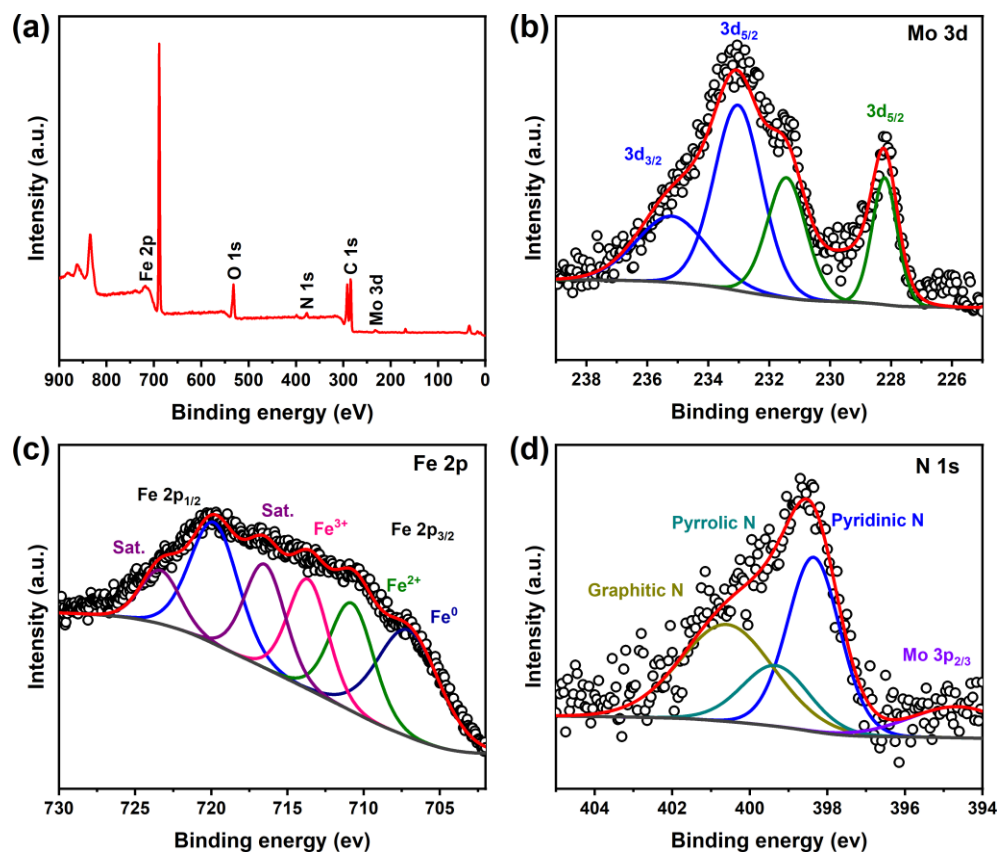 (a)
Intensity (a.u.)
Fe 2p
O 1s
N 1s
C 1s
Mo 3d
900 800 700 600 500 400 300 200 100 0
Binding energy (eV)
(b)
Mo 3d
Intensity (a.u.)
3d5/2
3d3/2
3d5/2
238 236 234 232 230 228 226
Binding energy (ev)
(c)
Fe 2p
Intensity (a.u.)
Fe 2p1/2
Sat.
Sat.
Fe3+
Fe 2p3/2
Fe2+
Fe0
730 725 720 715 710 705
Binding energy (ev)
(d)
N 1s
Intensity (a.u.)
Pyrrolic N
Pyridinic N
Graphitic N
Mo 3p2/3
404 402 400 398 396 394
Binding energy (ev)